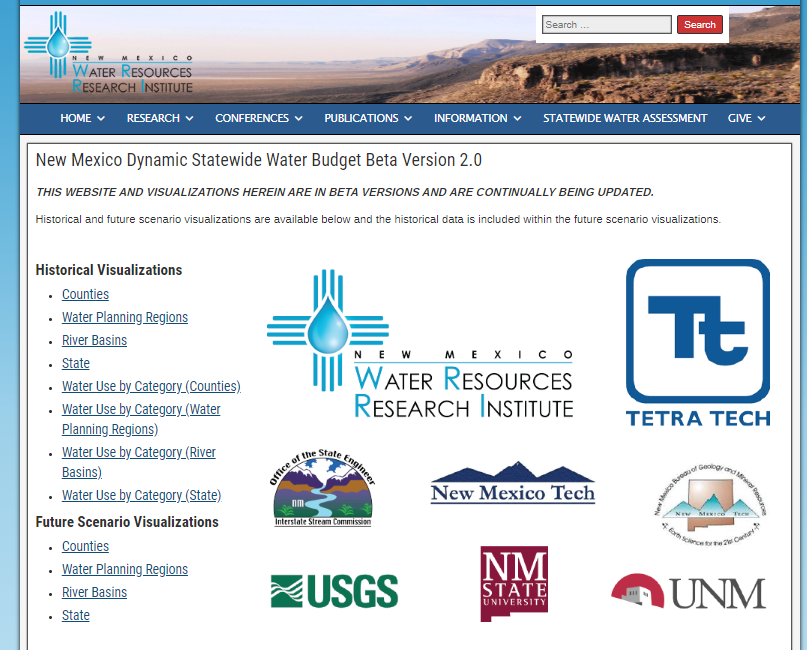 Search ...
Search
NEW MEXICO
WATER RESOURCES
RESEARCH INSTITUTE
HOME
RESEARCH
CONFERENCES
PUBLICATIONS
INFORMATION
STATEWIDE WATER ASSESSMENT
GIVE
New Mexico Dynamic Statewide Water Budget Beta Version 2.0
THIS WEBSITE AND VISUALIZATIONS HEREIN ARE IN BETA VERSIONS AND ARE CONTINUALLY BEING UPDATED.
Historical and future scenario visualizations are available below and the historical data is included within the future scenario visualizations.
Historical Visualizations
Counties
Water Planning Regions
River Basins
State
Water Use by Category (Counties)
Water Use by Category (Water
Planning Regions)
Water Use by Category (River
Basins)
Water Use by Category (State)
Future Scenario Visualizations
Counties
Water Planning Regions
River Basins
State
NEW MEXICO
WATER RESOURCES
RESEARCH INSTITUTE
Tt
TETRA TECH
Office of the State Engineer
nm
Interstate Stream Commission
New Mexico Tech
New Mexico Bureau of Geology and Mineral Resources
New Mexico Tech
Earth Science for the 21st Century
USGS
NM
STATE
UNIVERSITY
UNM